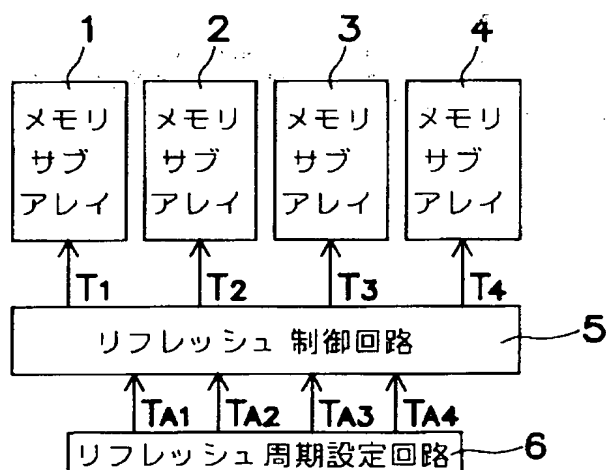 1 2 3 4
メモリ メモリ メモリ メモリ
サブ サブ サブ サブ
アレイ アレイ アレイ アレイ
T1 T2 T3 T4
リフレッシュ 制御回路 5
TA1 TA2 TA3 TA4
リフレッシュ 周期設定回路 6